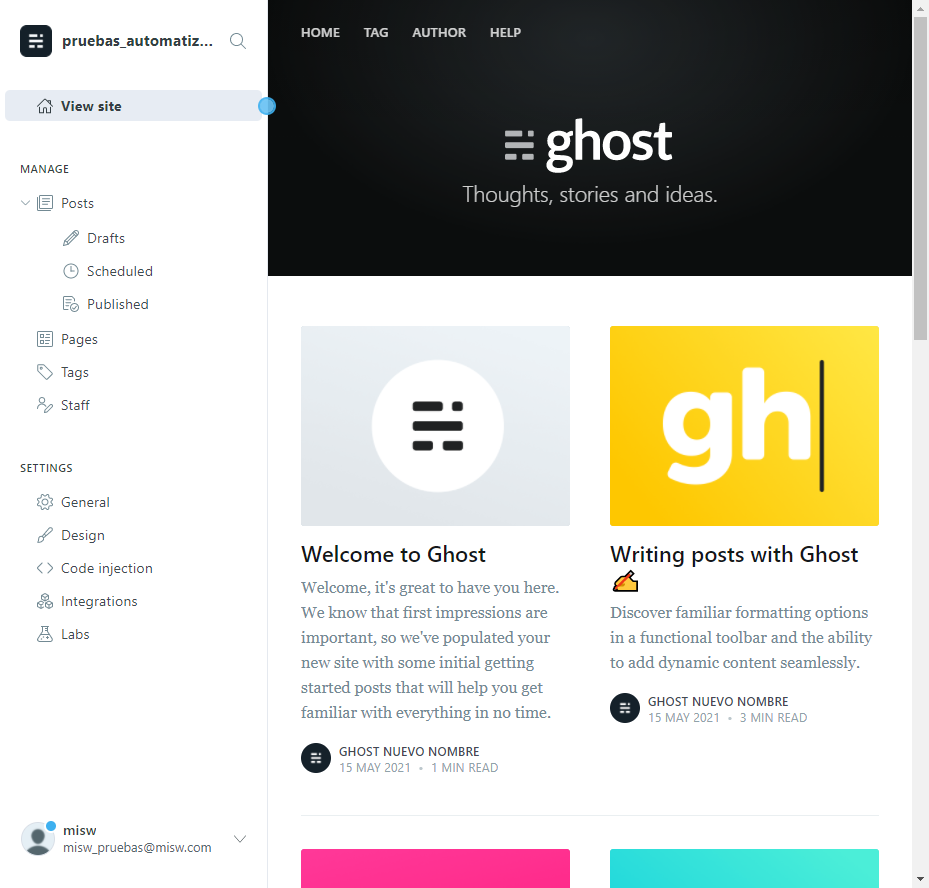 pruebas_automatiz...
View site
MANAGE
Posts
Drafts
Scheduled
Published
Pages
Tags
Staff
SETTINGS
General
Design
Code injection
Integrations
Labs
misw
misw_pruebas@misw.com
HOME TAG AUTHOR HELP
ghost
Thoughts, stories and ideas.
Welcome to Ghost
Welcome, it's great to have you here.
We know that first impressions are
important, so we've populated your
new site with some initial getting
started posts that will help you get
familiar with everything in no time.
GHOST NUEVO NOMBRE
15 MAY 2021 • 1 MIN READ
gh
Writing posts with Ghost
✍️
Discover familiar formatting options
in a functional toolbar and the ability
to add dynamic content seamlessly.
GHOST NUEVO NOMBRE
15 MAY 2021 • 3 MIN READ